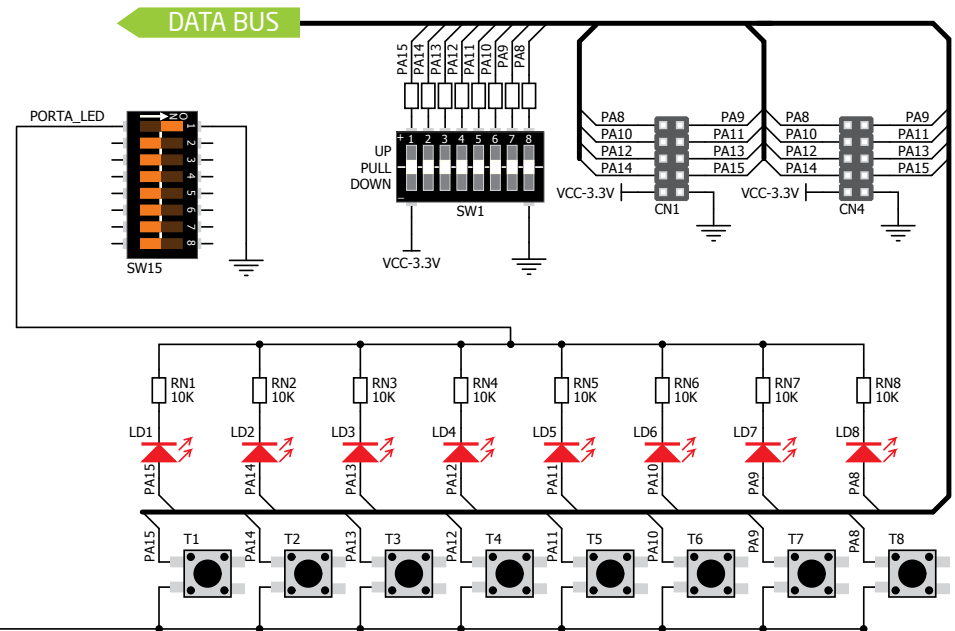 DATA BUS
PA15 PA14 PA13 PA12 PA11 PA10 PA9 PA8
PORTA_LED
ON
1
2
3
4
5
6
7
8
SW15
+ 1 2 3 4 5 6 7 8
UP
PULL
DOWN
_
SW1
VCC-3.3V
PA8 PA9 PA8 PA9
PA10 PA11 PA10 PA11
PA12 PA13 PA12 PA13
PA14 PA15 PA14 PA15
VCC-3.3V CN1 VCC-3.3V CN4
RN1 RN2 RN3 RN4 RN5 RN6 RN7 RN8
10K 10K 10K 10K 10K 10K 10K 10K
LD1 LD2 LD3 LD4 LD5 LD6 LD7 LD8
PA15 PA14 PA13 PA12 PA11 PA10 PA9 PA8
PA15 PA14 PA13 PA12 PA11 PA10 PA9 PA8
T1 T2 T3 T4 T5 T6 T7 T8